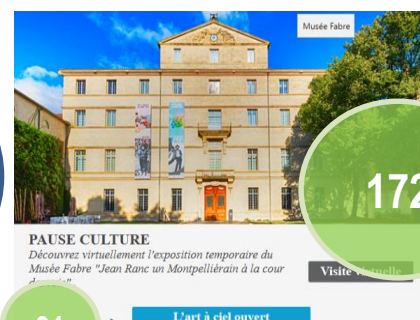 Musée Fabre
172
PAUSE CULTURE
Découvrez virtuellement l'exposition temporaire du
Musée Fabre "Jean Ranc un Montpelliérain à la cour
Visite virtuelle
L'art à ciel ouvert